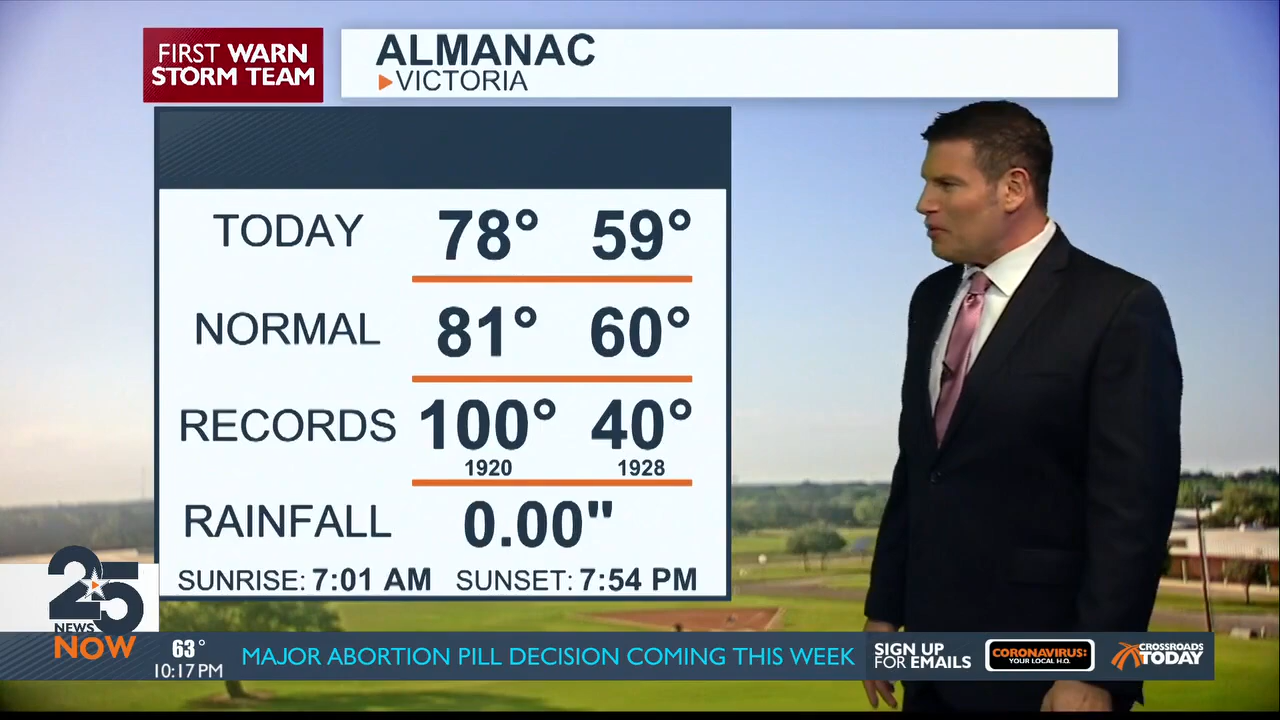 FIRST WARN
STORM TEAM
ALMANAC
VICTORIA
TODAY 78° 59°
NORMAL 81° 60°
RECORDS 100° 40°
1920 1928
RAINFALL 0.00"
SUNRISE: 7:01 AM SUNSET: 7:54 PM
25
NEWS
NOW
63°
10:17 PM
MAJOR ABORTION PILL DECISION COMING THIS WEEK
SIGN UP
FOR EMAILS
CORONAVIRUS:
YOUR LOCAL H.Q.
CROSSROADS
TODAY